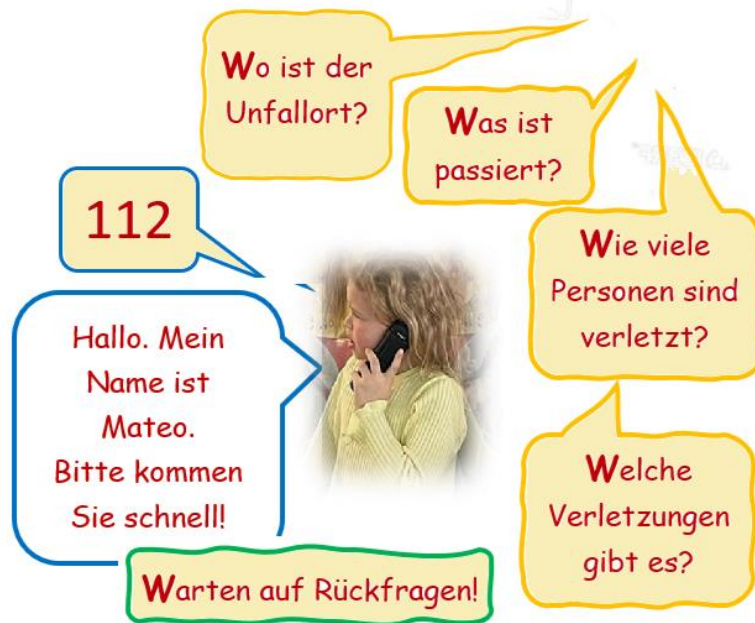 Wo ist der
Unfallort?
Was ist
passiert?
112
Wie viele
Personen sind
verletzt?
Hallo. Mein
Name ist
Mateo.
Bitte kommen
Sie schnell!
Welche
Verletzungen
gibt es?
Warten auf Rückfragen!